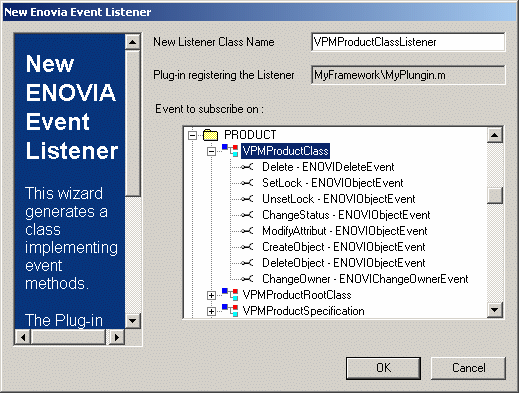 New Enovia Event Listener
New
ENOVIA
Event
Listener
This wizard
generates a
class
implementing
event
methods.
The Plug-in
New Listener Class Name
VPMProductClassListener
Plug-in registering the Listener
MyFramework\MyPlungin.m
Event to subscribe on :
PRODUCT
VPMProductClass
Delete - ENOVIDeleteEvent
SetLock - ENOVIObjectEvent
UnsetLock - ENOVIObjectEvent
ChangeStatus - ENOVIObjectEvent
ModifyAttribut - ENOVIObjectEvent
CreateObject - ENOVIObjectEvent
DeleteObject - ENOVIObjectEvent
ChangeOwner - ENOVIChangeOwnerEvent
VPMProductRootClass
VPMProductSpecification
OK
Cancel